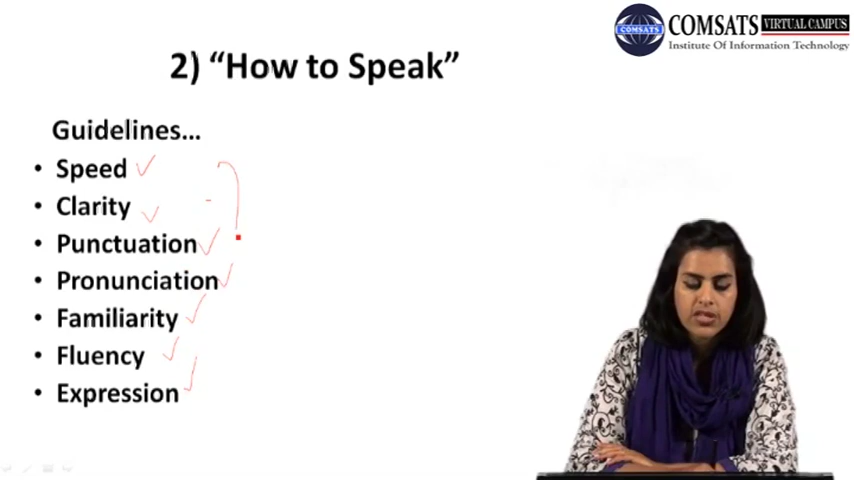 COMSATS VIRTUAL CAMPUS
Institute Of Information Technology
COMSATS
2) “How to Speak”
Guidelines...
• Speed
• Clarity
• Punctuation
• Pronunciation
• Familiarity
• Fluency
• Expression